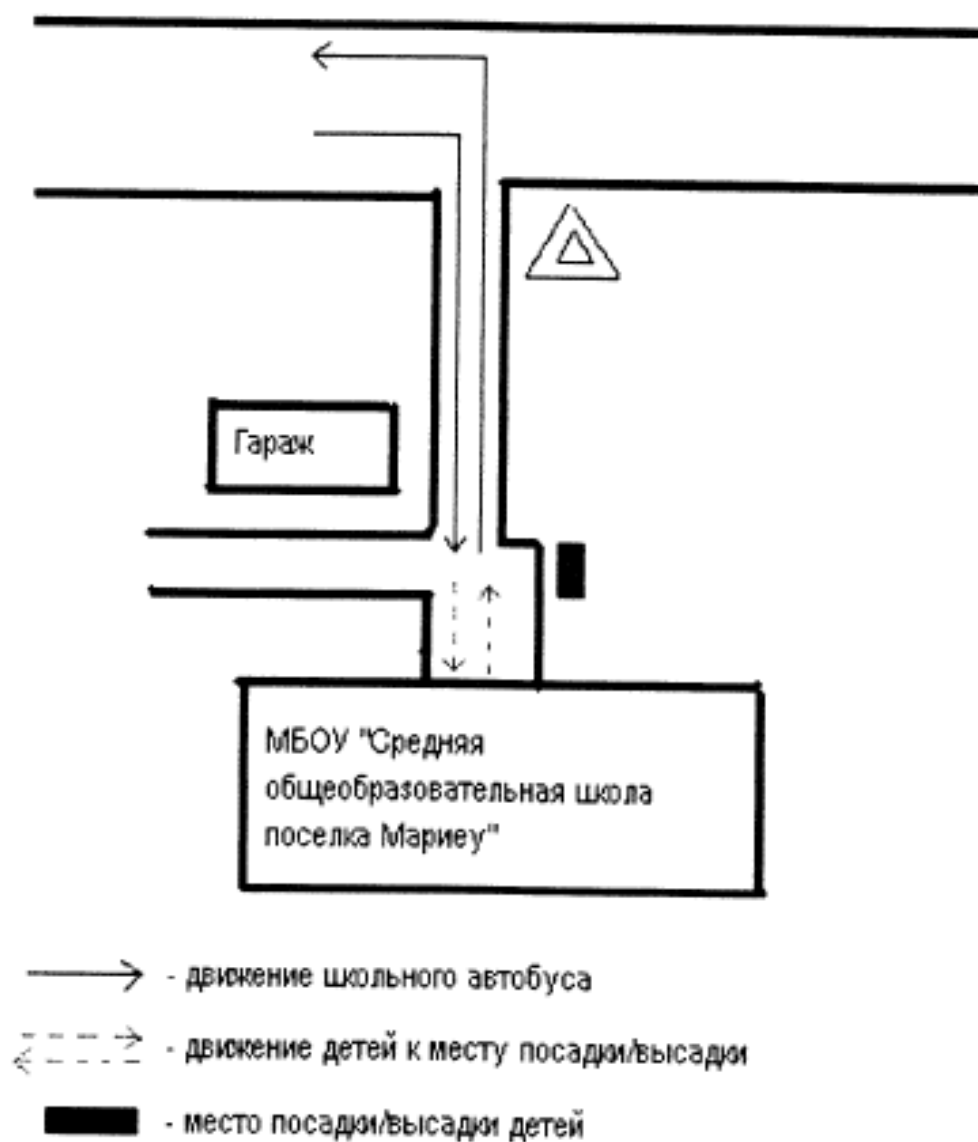 Гараж
МБОУ "Средняя
общеобразовательная школа
поселка Мариеу"
- движение школьного автобуса
- движение детей к месту посадки/высадки
- место посадки/высадки детей